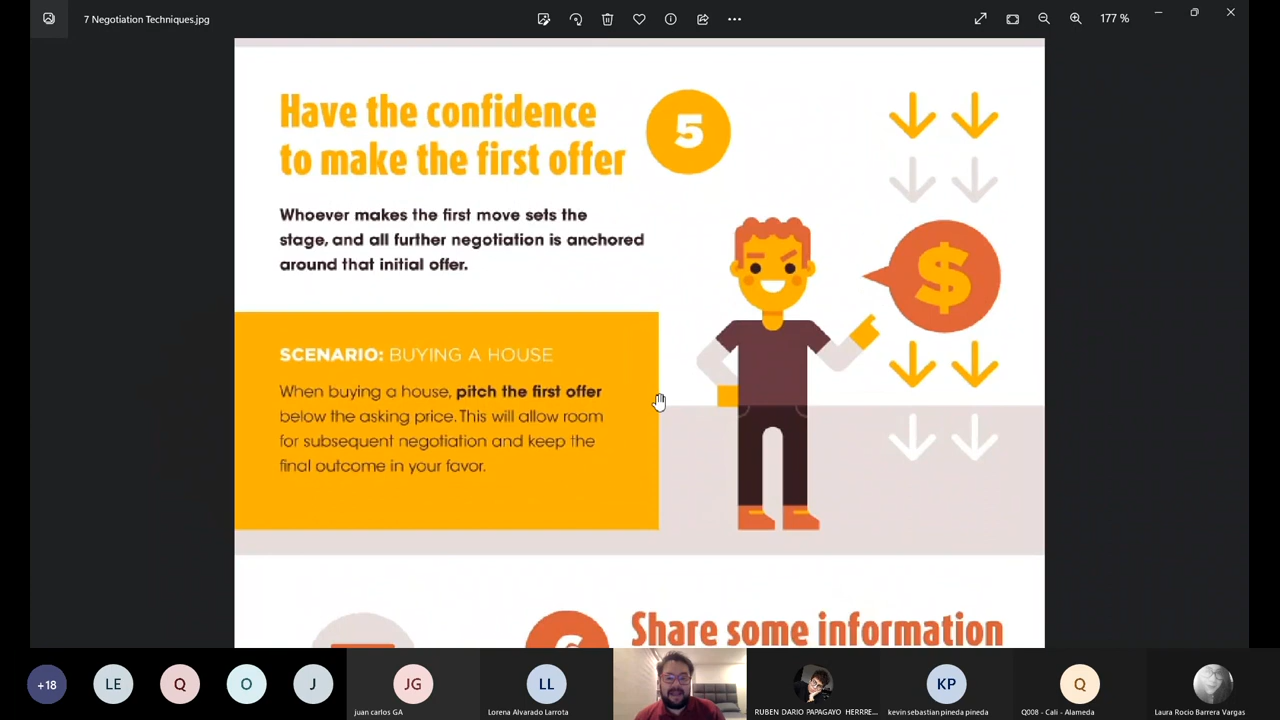 7 Negotiation Techniques.jpg
177 %
Have the confidence
to make the first offer
5
Whoever makes the first move sets the
stage, and all further negotiation is anchored
around that initial offer.
$
SCENARIO: BUYING A HOUSE
When buying a house, pitch the first offer
below the asking price. This will allow room
for subsequent negotiation and keep the
final outcome in your favor.
6
Share some information
+18
LE
Q
O
J
JG
juan carlos GA
LL
Lorena Alvarado Larrota
RUBEN DARIO PAPAGAYO HERRRE...
KP
kevin sebastian pineda pineda
Q
Q008 - Cali - Alameda
Laura Rocio Barrera Vargas